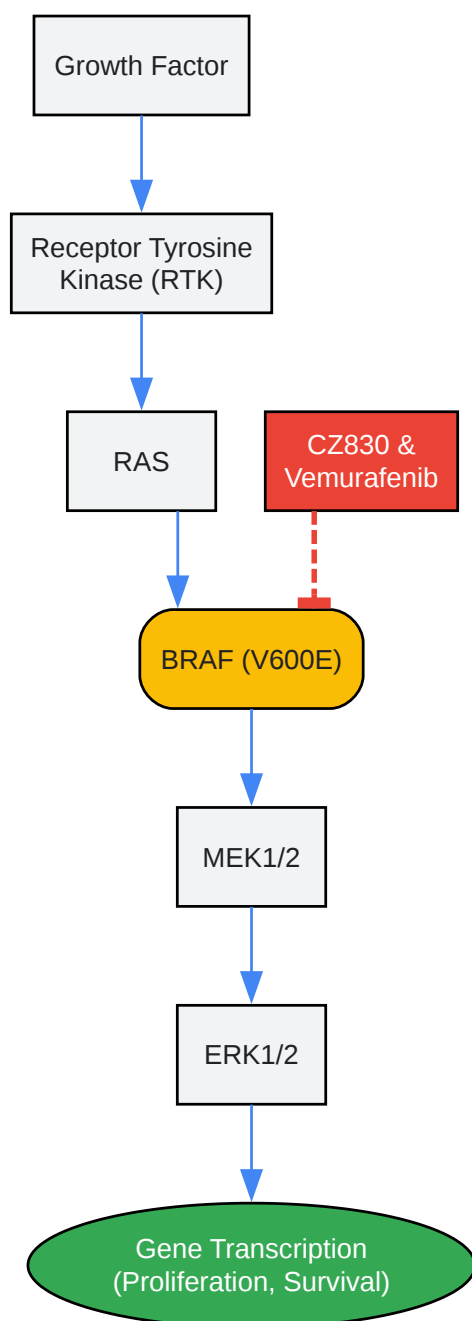 Growth Factor
Receptor Tyrosine
Kinase (RTK)
RAS
CZ830 &
Vemurafenib
BRAF (V600E)
MEK1/2
ERK1/2
Gene Transcription
(Proliferation, Survival)